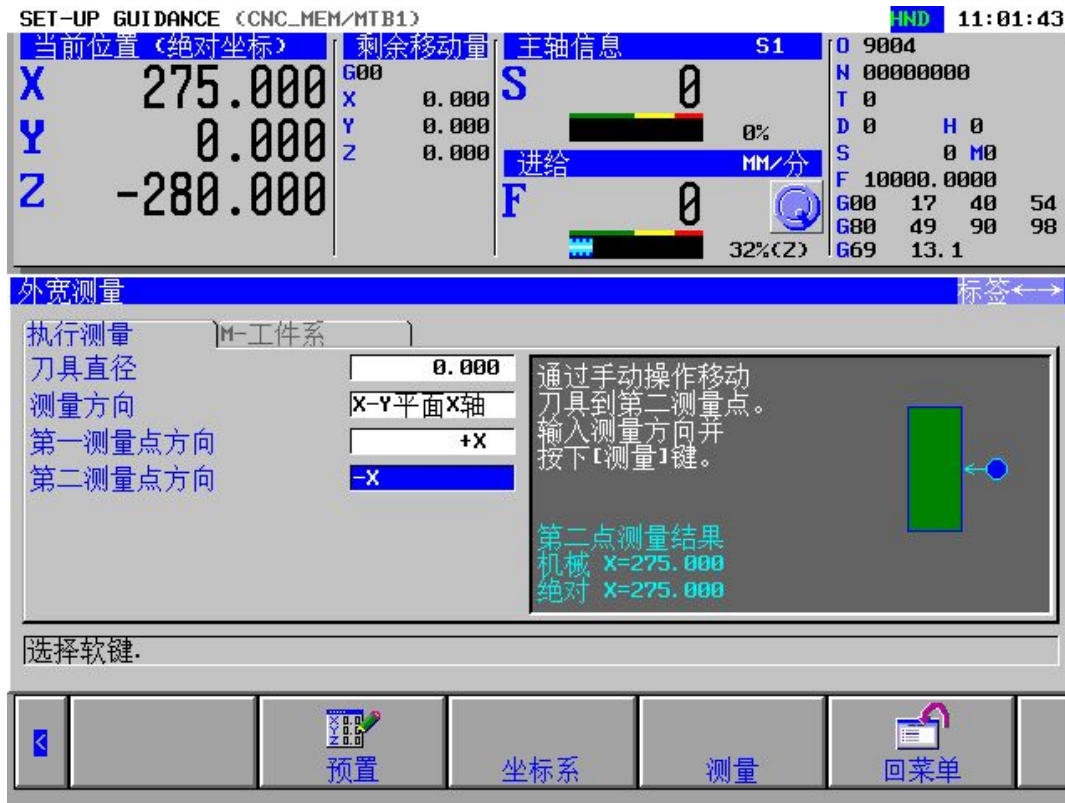 SET-UP GUIDANCE (CNC_MEM/MTB1) HND 11:01:43
当前位置（绝对坐标） 剩余移动量 主轴信息 S1 O 9004
X 275.000 G00 S 0 N 00000000
X 0.000 T 0
Y 0.000 Y 0.000 0% D 0 H 0
Z 0.000 进给 MM/分 S 0 M0
Z -280.000 F 0 F 10000.0000
G00 17 40 54
G80 49 90 98
32%(Z) G69 13.1
外宽测量 标签←→
执行测量 M-工件系
刀具直径 0.000
测量方向 X-Y平面X轴
第一测量点方向 +X
第二测量点方向 -X
通过手动操作移动
刀具到第二测量点。
输入测量方向并
按下[测量]键。
第二点测量结果
机械 X=275.000
绝对 X=275.000
选择软键.
< 预置 坐标系 测量 回菜单